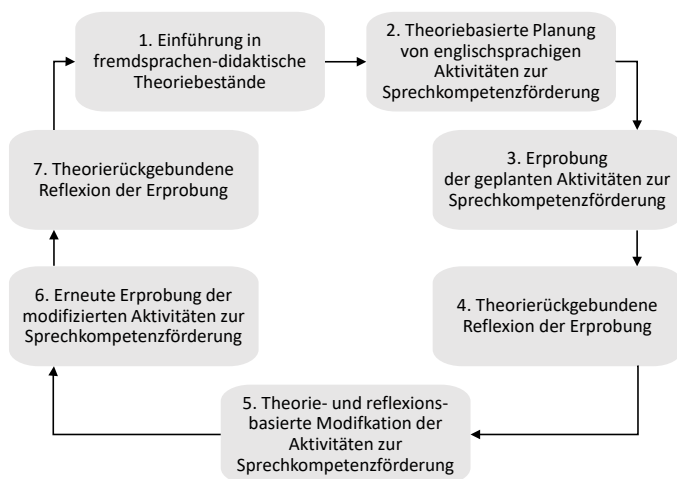 1. Einführung in
fremdsprachen-didaktische
Theoriebestände
2. Theoriebasierte Planung
von englischsprachigen
Aktivitäten zur
Sprechkompetenzförderung
3. Erprobung
der geplanten Aktivitäten zur
Sprechkompetenzförderung
4. Theorierückgebundene
Reflexion der Erprobung
5. Theorie- und reflexions-
basierte Modifkation der
Aktivitäten zur
Sprechkompetenzförderung
6. Erneute Erprobung der
modifizierten Aktivitäten zur
Sprechkompetenzförderung
7. Theorierückgebundene
Reflexion der Erprobung